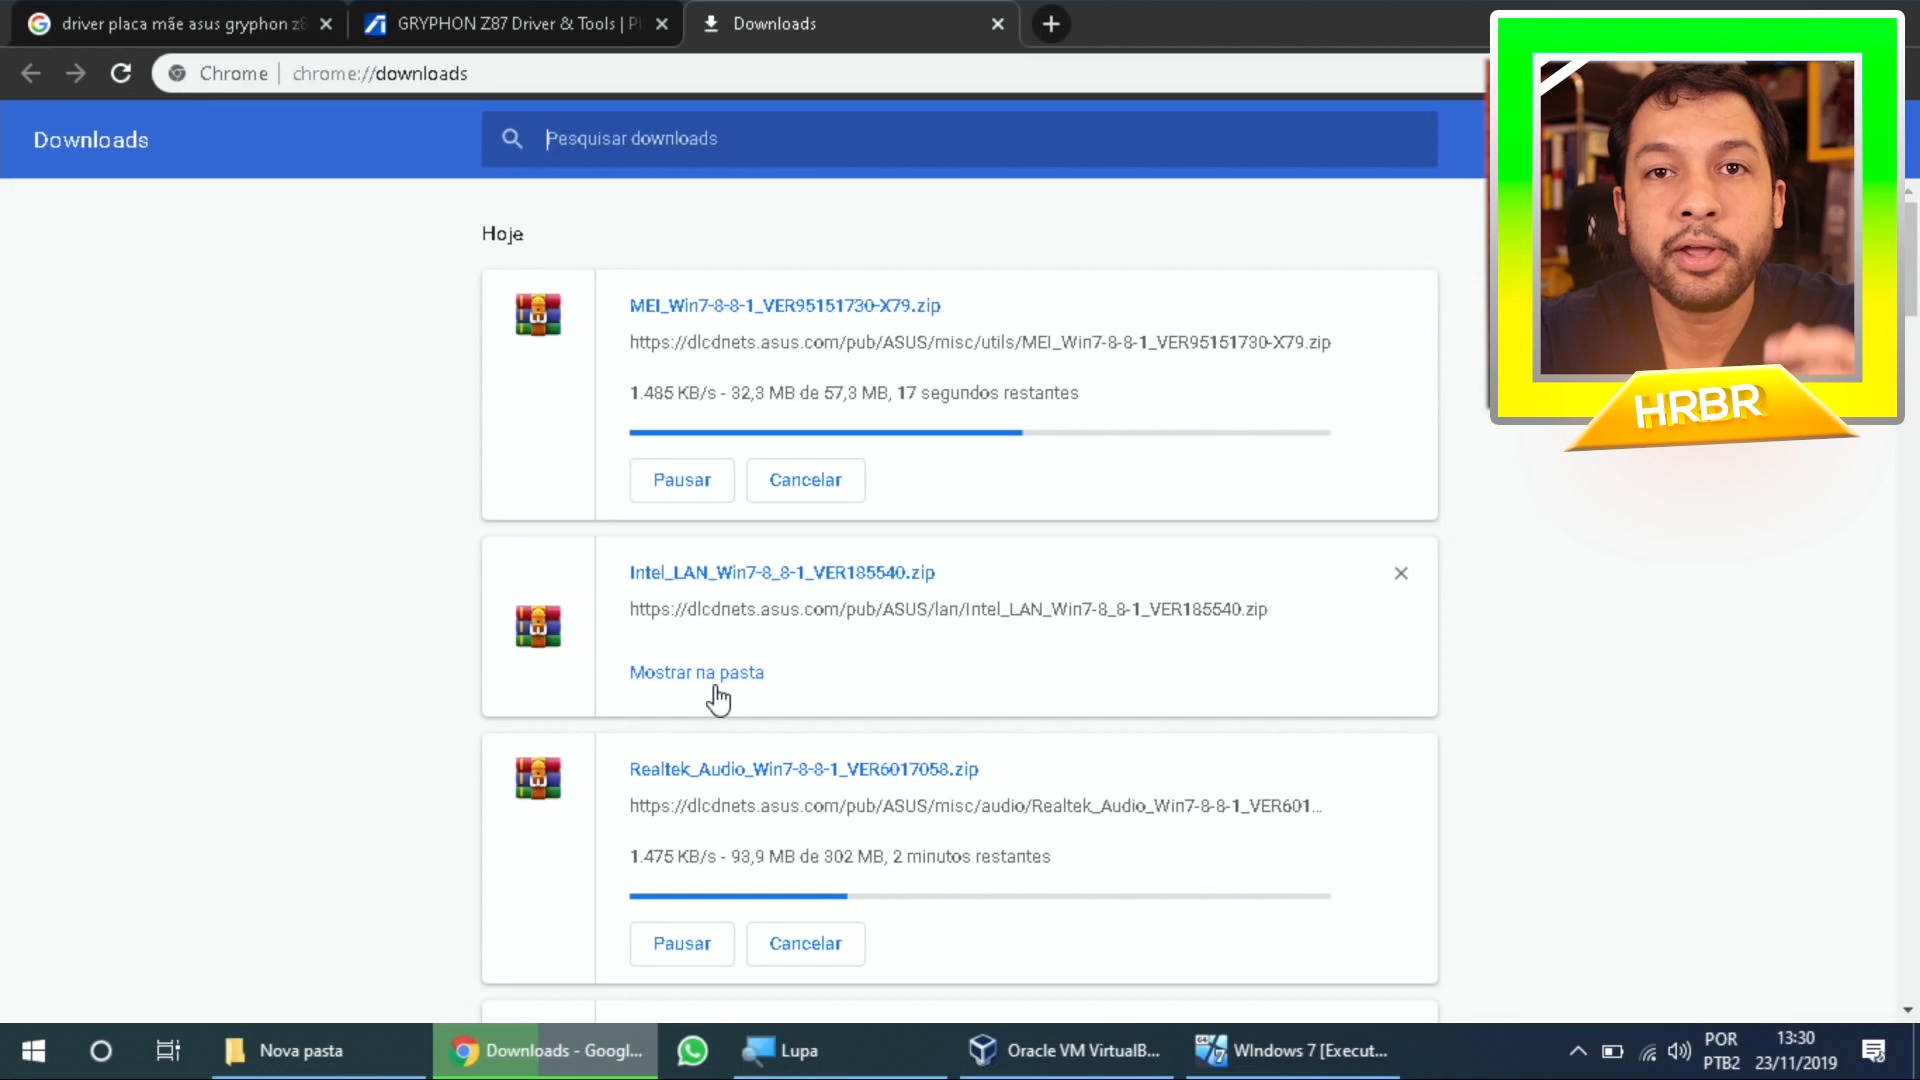 driver placa mãe asus gryphon z8
GRYPHON Z87 Driver & Tools | P
Downloads
Chrome | chrome://downloads
Downloads
Pesquisar downloads
HRBR
Hoje
MEI_Win7-8-8-1_VER95151730-X79.zip
https://dlcdnets.asus.com/pub/ASUS/misc/utils/MEI_Win7-8-8-1_VER95151730-X79.zip
1.485 KB/s - 32,3 MB de 57,3 MB, 17 segundos restantes
Pausar
Cancelar
Intel_LAN_Win7-8_8-1_VER185540.zip
https://dlcdnets.asus.com/pub/ASUS/lan/Intel_LAN_Win7-8_8-1_VER185540.zip
Mostrar na pasta
Realtek_Audio_Win7-8-8-1_VER6017058.zip
https://dlcdnets.asus.com/pub/ASUS/misc/audio/Realtek_Audio_Win7-8-8-1_VER601...
1.475 KB/s - 93,9 MB de 302 MB, 2 minutos restantes
Pausar
Cancelar
Nova pasta
Downloads - Googl...
Lupa
Oracle VM VirtualB...
64 7
WIndows 7 [Execut...
POR
PTB2
13:30
23/11/2019